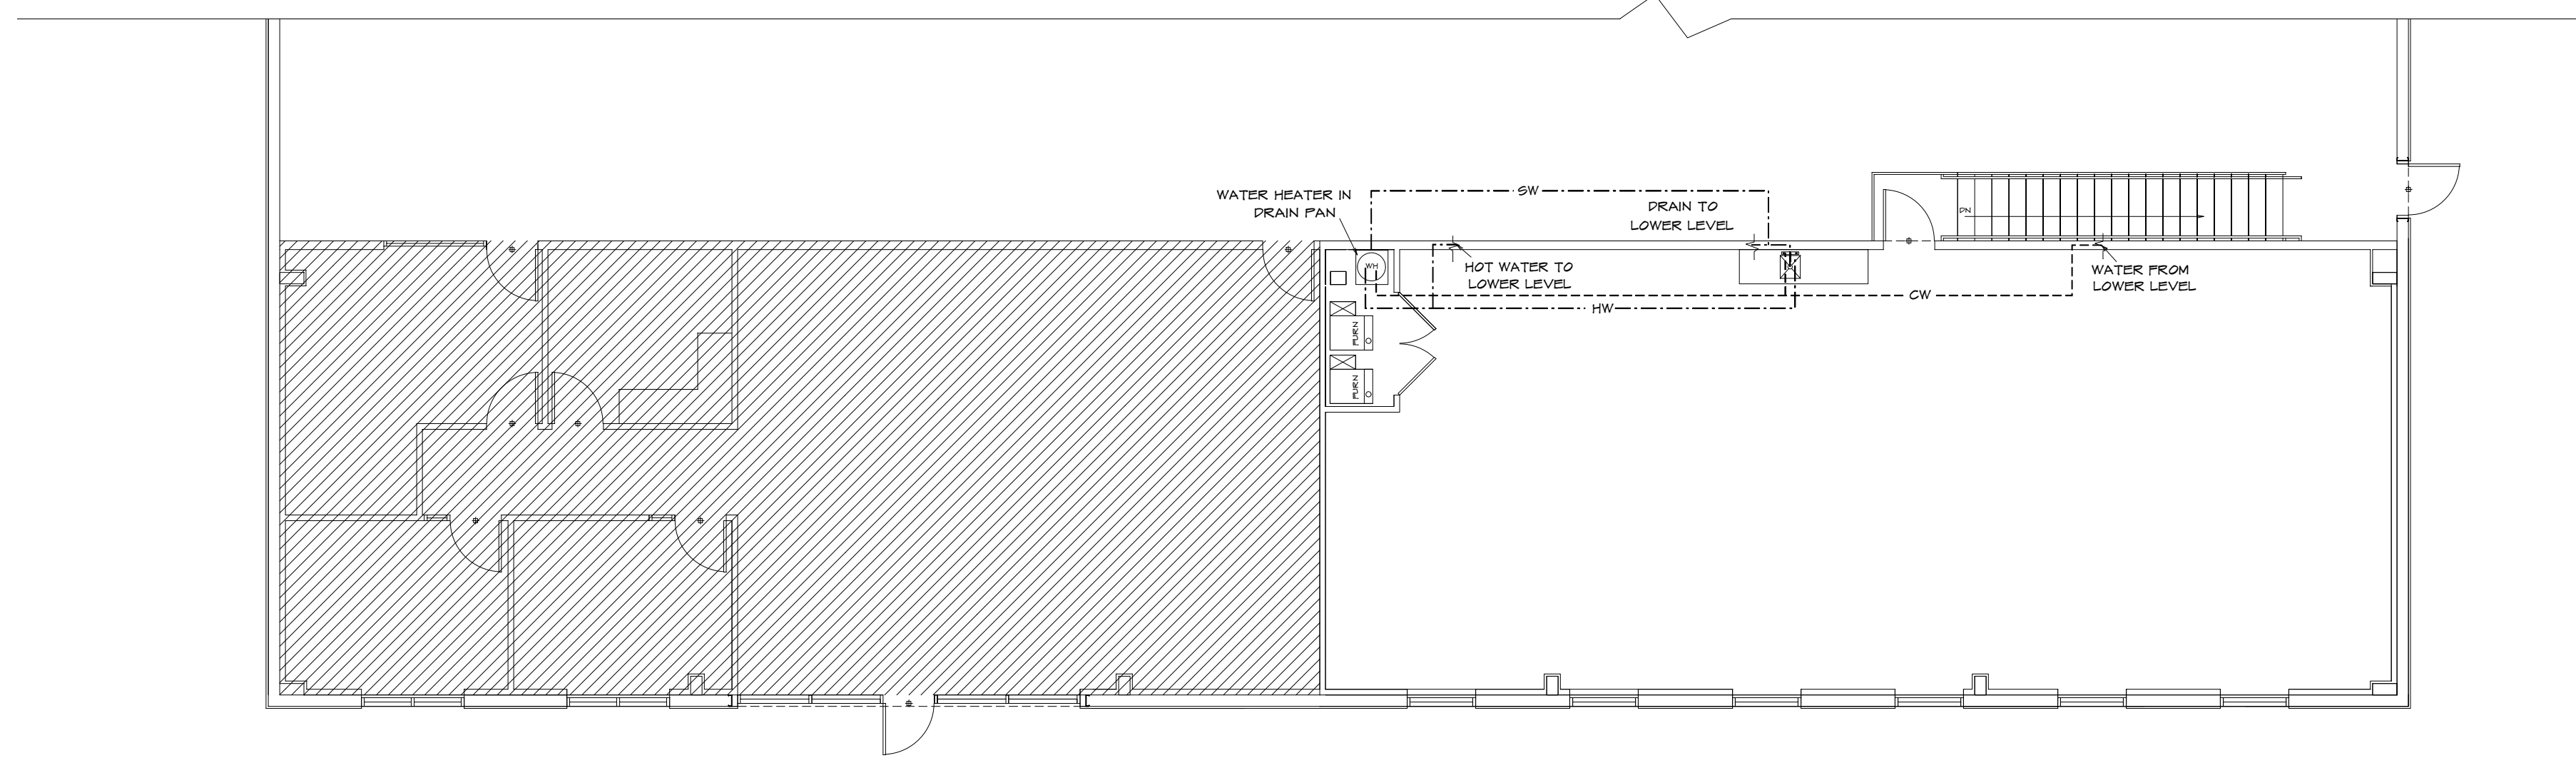 SW
WATER HEATER IN
DRAIN PAN
DRAIN TO
LOWER LEVEL
DN
WH
HOT WATER TO
LOWER LEVEL
WATER FROM
LOWER LEVEL
CW
HW
FURN
FURN